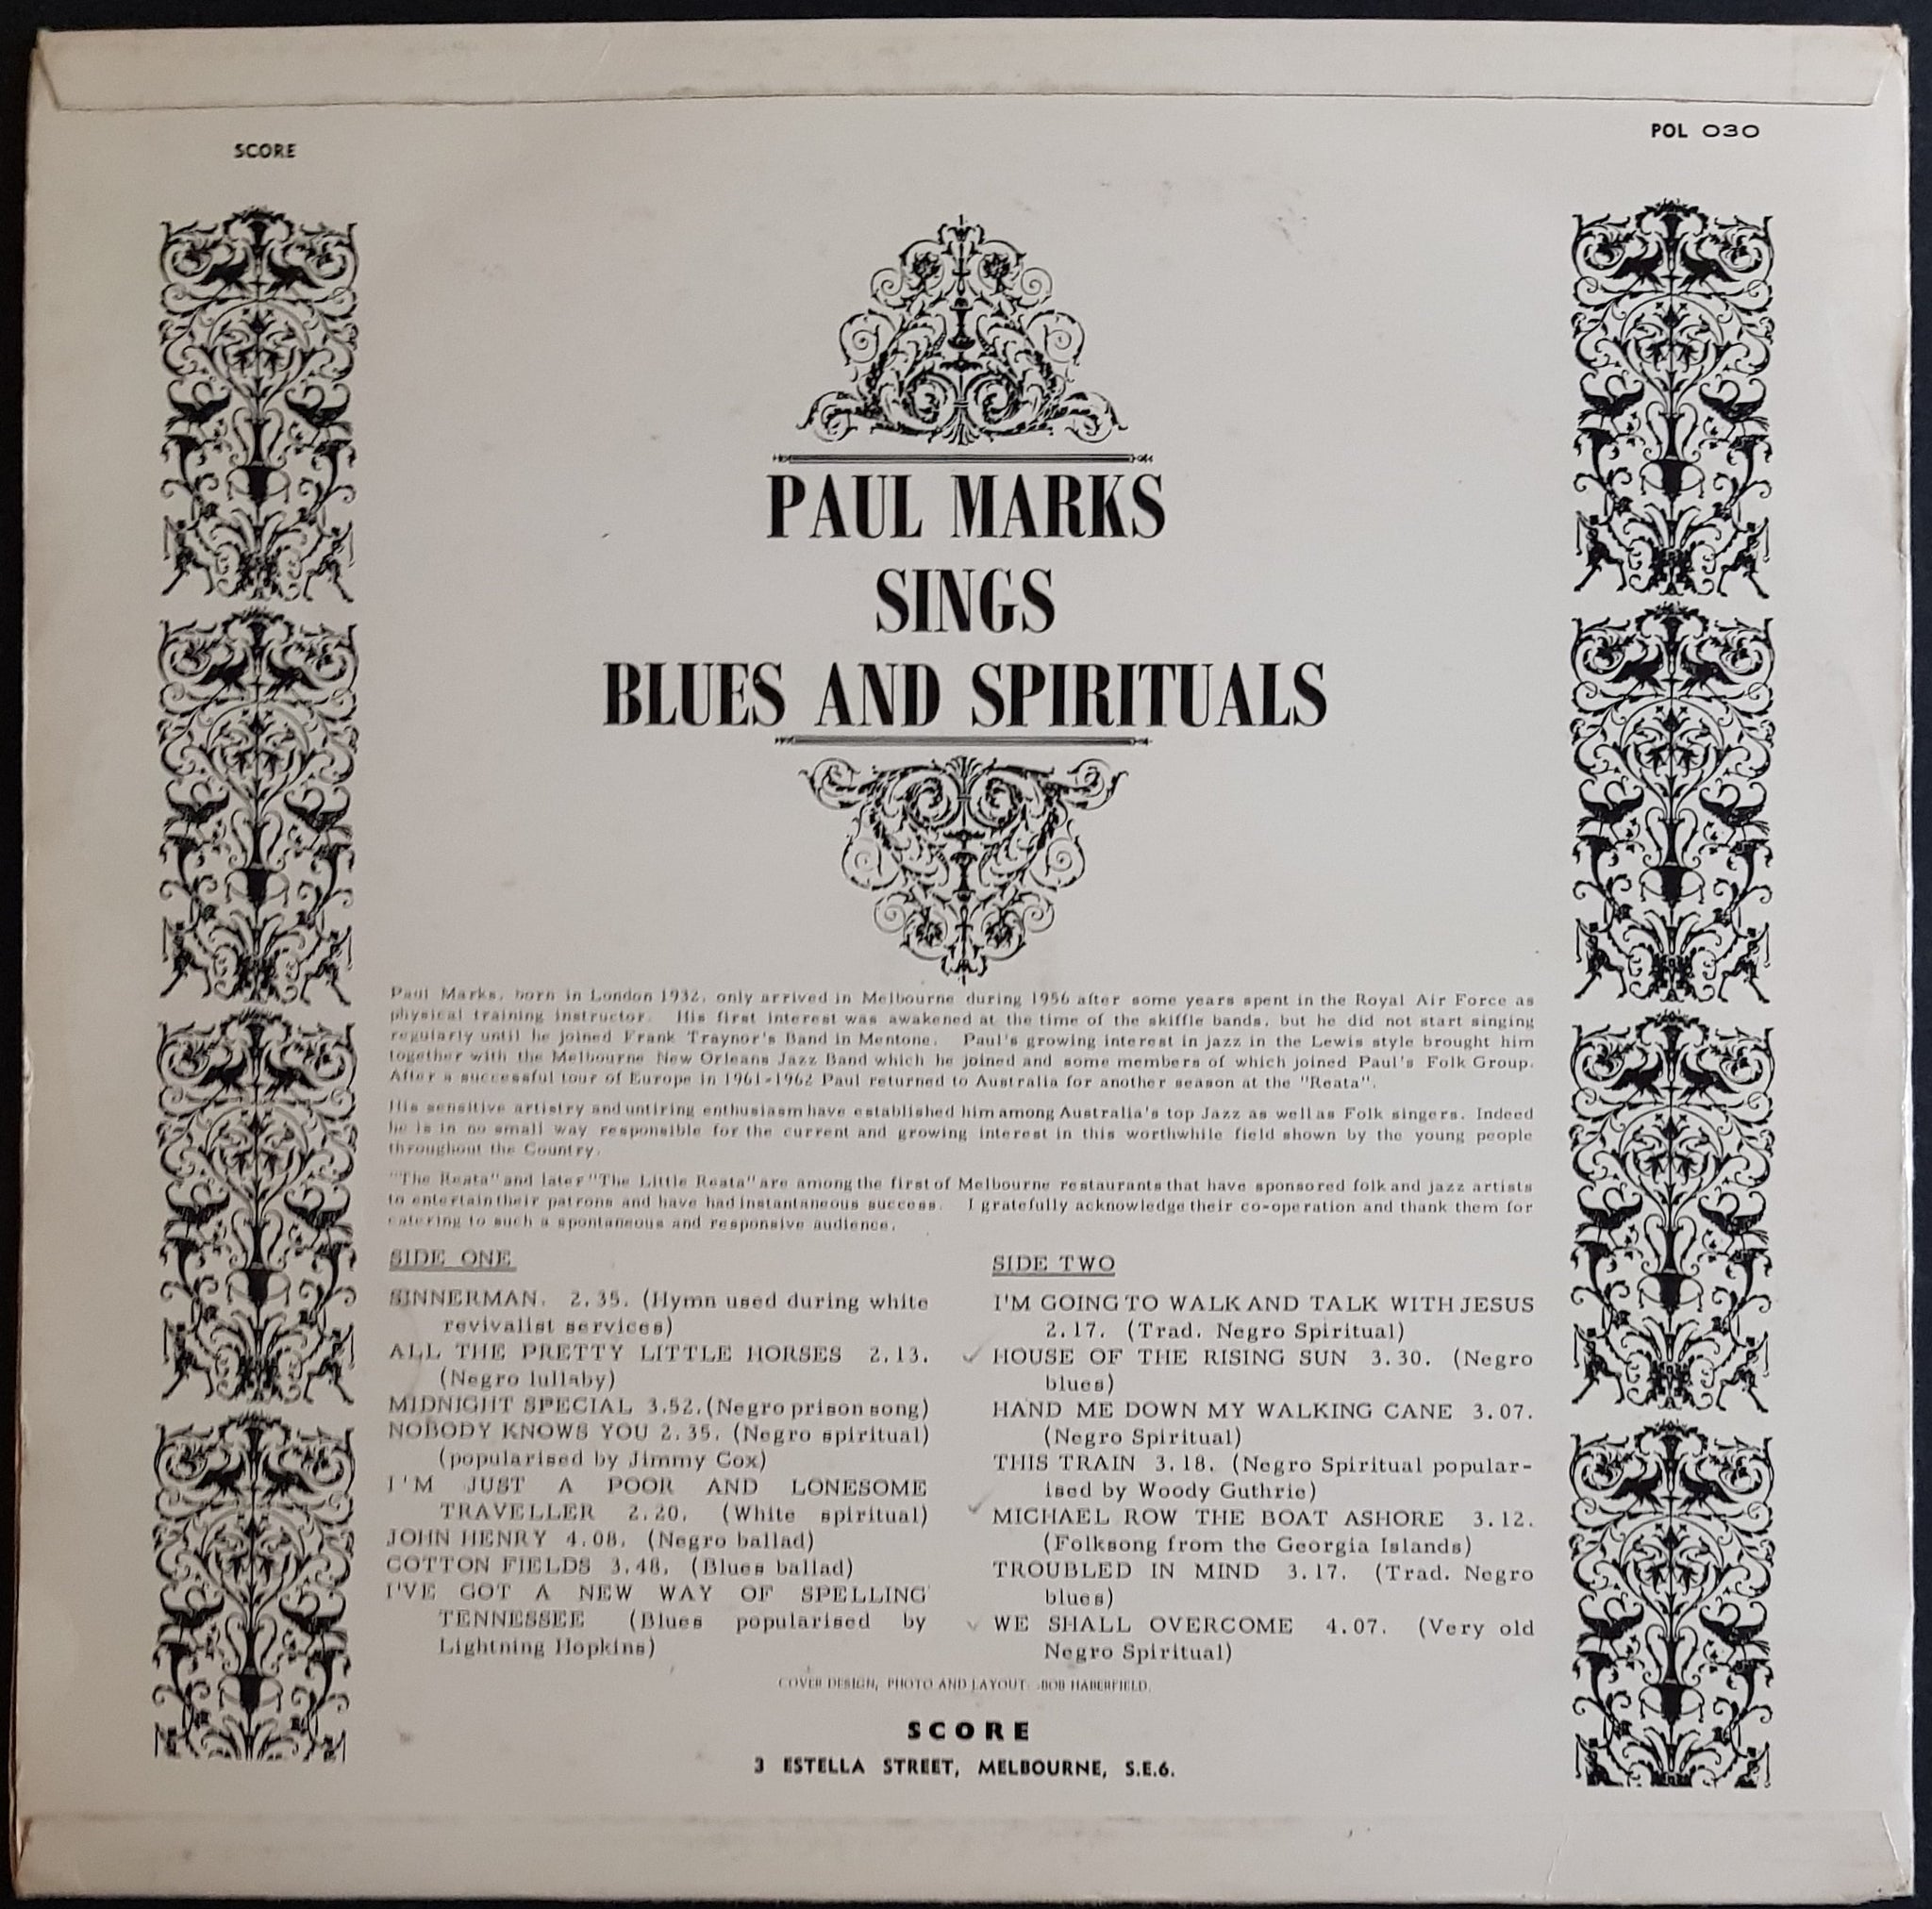 SCORE
POL 030
PAUL MARKS
SINGS
BLUES AND SPIRITUALS
Paul Marks, born in London 1932, only arrived in Melbourne during 1956 after some years spent in the Royal Air Force as
physical training instructor. His first interest was awakened at the time of the skiffle bands, but he did not start singing
regularly until he joined Frank Traynor's Band in Mentone. Paul's growing interest in jazz in the Lewis style brought him
together with the Melbourne New Orleans Jazz Band which he joined and some members of which joined Paul's Folk Group.
After a successful tour of Europe in 1961-1962 Paul returned to Australia for another season at the "Reata".
His sensitive artistry and untiring enthusiasm have established him among Australia's top Jazz as well as Folk singers. Indeed
he is in no small way responsible for the current and growing interest in this worthwhile field shown by the young people
throughout the Country.
"The Reata" and later "The Little Reata" are among the first of Melbourne restaurants that have sponsored folk and jazz artists
to entertain their patrons and have had instantaneous success. I gratefully acknowledge their co-operation and thank them for
catering to such a spontaneous and responsive audience.
SIDE ONE
SINNERMAN. 2.35. (Hymn used during white
revivalist services)
ALL THE PRETTY LITTLE HORSES 2.13.
(Negro lullaby)
MIDNIGHT SPECIAL 3.52. (Negro prison song)
NOBODY KNOWS YOU 2.35. (Negro spiritual)
(popularised by Jimmy Cox)
I'M JUST A POOR AND LONESOME
TRAVELLER 2.20. (White spiritual)
JOHN HENRY 4.08. (Negro ballad)
COTTON FIELDS 3.48. (Blues ballad)
I'VE GOT A NEW WAY OF SPELLING
TENNESSEE (Blues popularised by
Lightning Hopkins)
SIDE TWO
I'M GOING TO WALK AND TALK WITH JESUS
2.17. (Trad. Negro Spiritual)
HOUSE OF THE RISING SUN 3.30. (Negro
blues)
HAND ME DOWN MY WALKING CANE 3.07.
(Negro Spiritual)
THIS TRAIN 3.18. (Negro Spiritual popular-
ised by Woody Guthrie)
MICHAEL ROW THE BOAT ASHORE 3.12.
(Folksong from the Georgia Islands)
TROUBLED IN MIND 3.17. (Trad. Negro
blues)
WE SHALL OVERCOME 4.07. (Very old
Negro Spiritual)
COVER DESIGN, PHOTO AND LAYOUT. -BOB HABERFIELD.
SCORE
3 ESTELLA STREET, MELBOURNE, S.E.6.